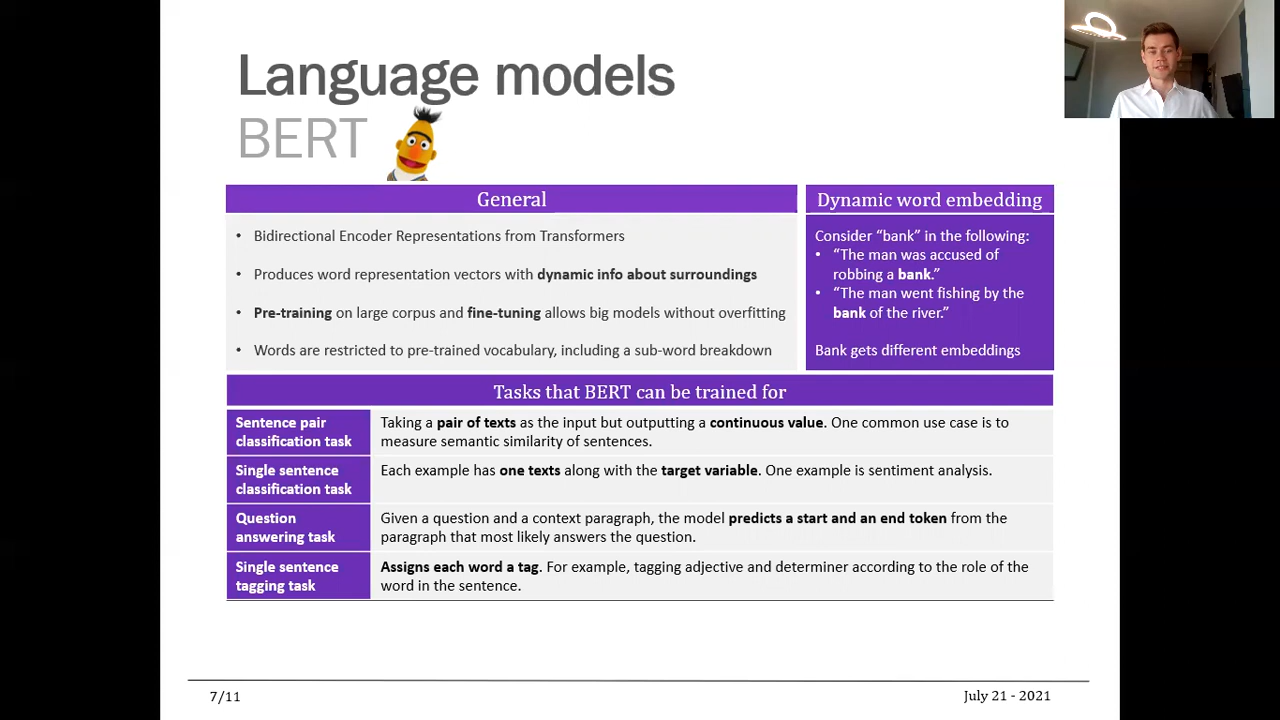 Language models
BERT
General
• Bidirectional Encoder Representations from Transformers
• Produces word representation vectors with dynamic info about surroundings
• Pre-training on large corpus and fine-tuning allows big models without overfitting
• Words are restricted to pre-trained vocabulary, including a sub-word breakdown
Dynamic word embedding
Consider “bank” in the following:
• “The man was accused of
robbing a bank.”
• “The man went fishing by the
bank of the river.”
Bank gets different embeddings
Tasks that BERT can be trained for
Sentence pair
classification task
Taking a pair of texts as the input but outputting a continuous value. One common use case is to
measure semantic similarity of sentences.
Single sentence
classification task
Each example has one texts along with the target variable. One example is sentiment analysis.
Question
answering task
Given a question and a context paragraph, the model predicts a start and an end token from the
paragraph that most likely answers the question.
Single sentence
tagging task
Assigns each word a tag. For example, tagging adjective and determiner according to the role of the
word in the sentence.
7/11
July 21 - 2021